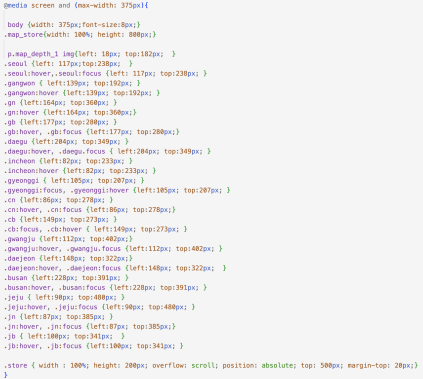 @media screen and (max-width: 375px){
body {width: 375px;font-size:8px;}
.map_store{width: 100%; height: 800px;}
p.map_depth_1 img{left: 18px; top:182px;  }
.seoul {left: 117px;top:238px;  }
.seoul:hover,.seoul:focus {left: 117px; top:238px; }
.gangwon { left:139px; top:192px; }
.gangwon:hover {left:139px; top:192px; }
.gn {left:164px; top:360px; }
.gn:hover {left:164px; top:360px;}
.gb {left:177px; top:280px; }
.gb:hover, .gb:focus {left:177px; top:280px;}
.daegu {left:204px; top:349px; }
.daegu:hover, .daegu.focus { left:204px; top:349px; }
.incheon {left:82px; top:233px; }
.incheon:hover {left:82px; top:233px; }
.gyeonggi { left:105px; top:207px; }
.gyeonggi:focus, .gyeonggi:hover {left:105px; top:207px; }
.cn {left:86px; top:278px; }
.cn:hover, .cn:focus {left:86px; top:278px;}
.cb {left:149px; top:273px; }
.cb:focus, .cb:hover { left:149px; top:273px; }
.gwangju {left:112px; top:402px;}
.gwangju:hover, .gwangju.focus {left:112px; top:402px; }
.daejeon {left:148px; top:322px;}
.daejeon:hover, .daejeon:focus {left:148px; top:322px;  }
.busan {left:228px; top:391px; }
.busan:hover, .busan:focus {left:228px; top:391px; }
.jeju { left:90px; top:480px; }
.jeju:hover, .jeju:focus {left:90px; top:480px; }
.jn {left:87px; top:385px; }
.jn:hover, .jn:focus {left:87px; top:385px;}
.jb { left:100px; top:341px;  }
.jb:hover, .jb:focus {left:100px; top:341px; }
.store { width : 100%; height: 200px; overflow: scroll; position: absolute; top: 500px; margin-top: 20px;}
}